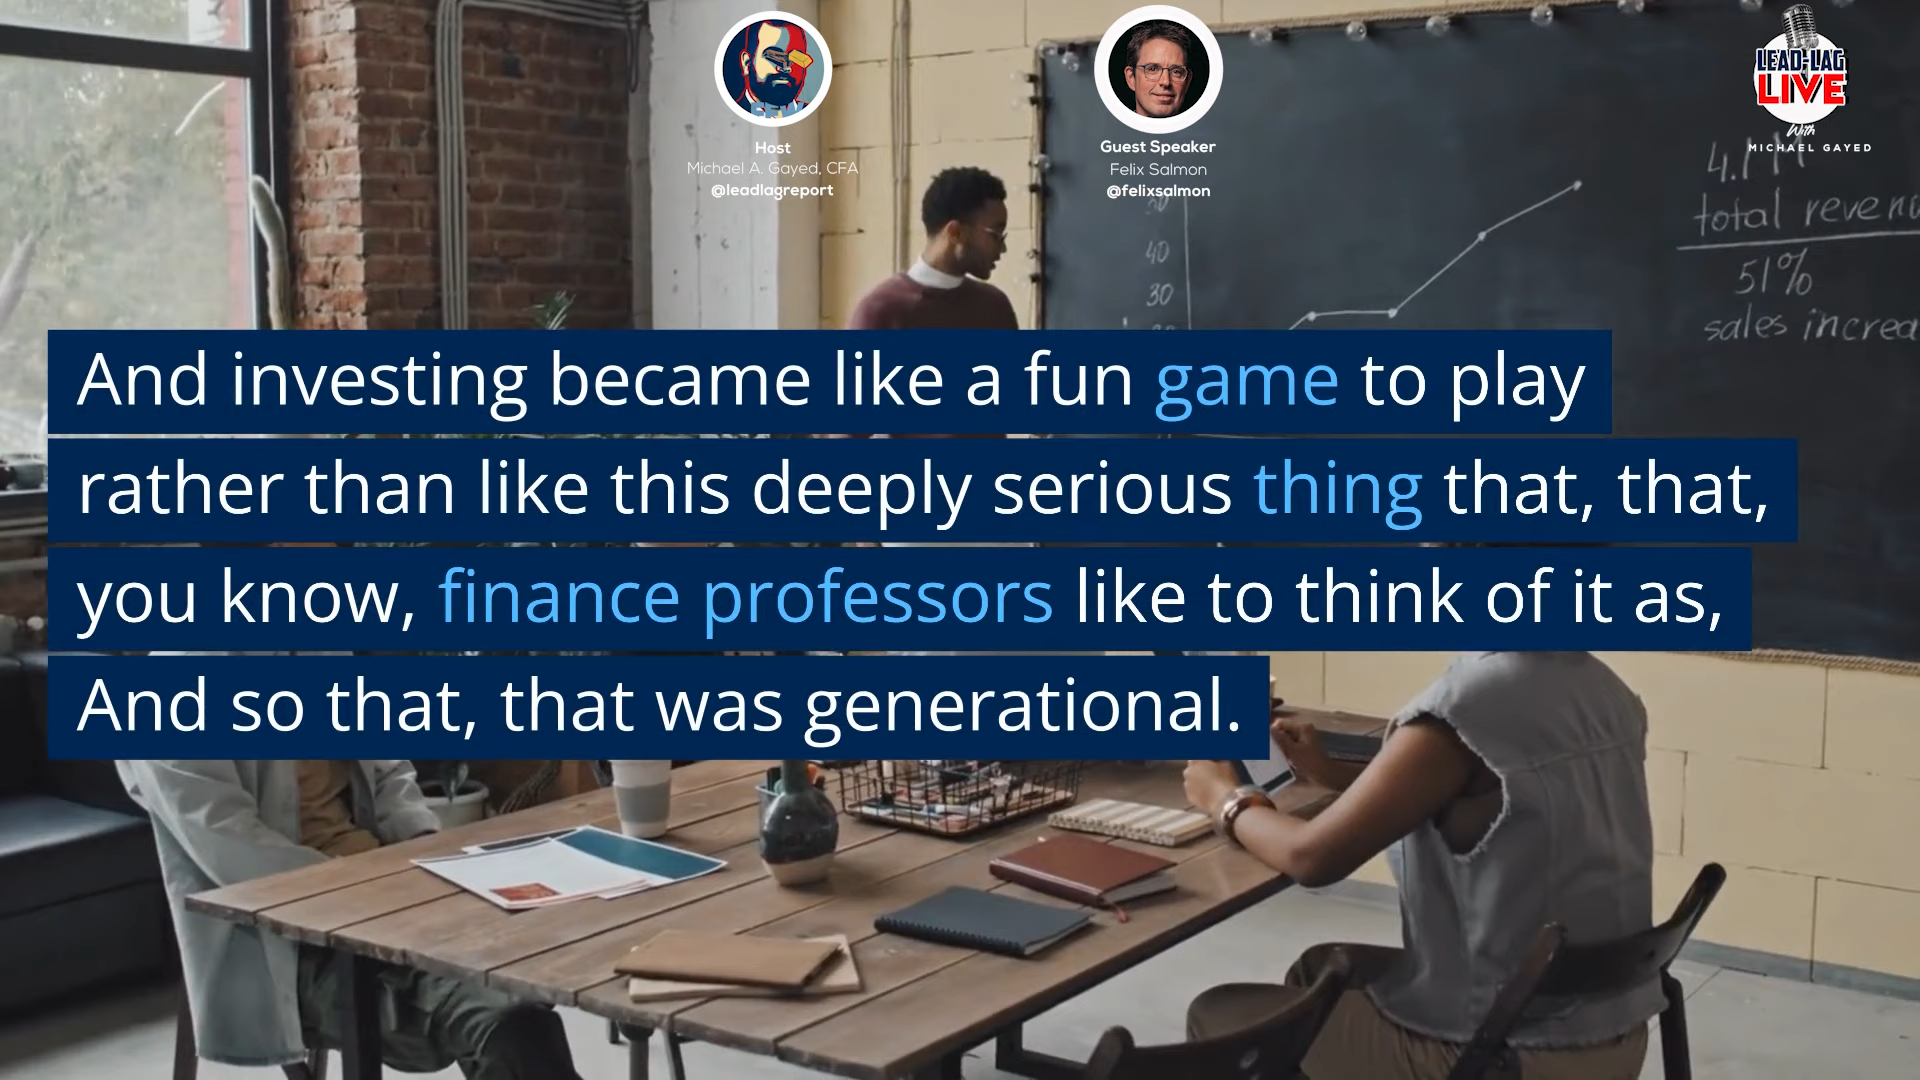 Host
Michael A. Gayed, CFA
@leadlagreport
Guest Speaker
Felix Salmon
@felixsalmon
LEAD-LAG
LIVE
With
MICHAEL GAYED
total revenu
51%
sales increa
40
30
And investing became like a fun game to play
rather than like this deeply serious thing that, that,
you know, finance professors like to think of it as,
And so that, that was generational.